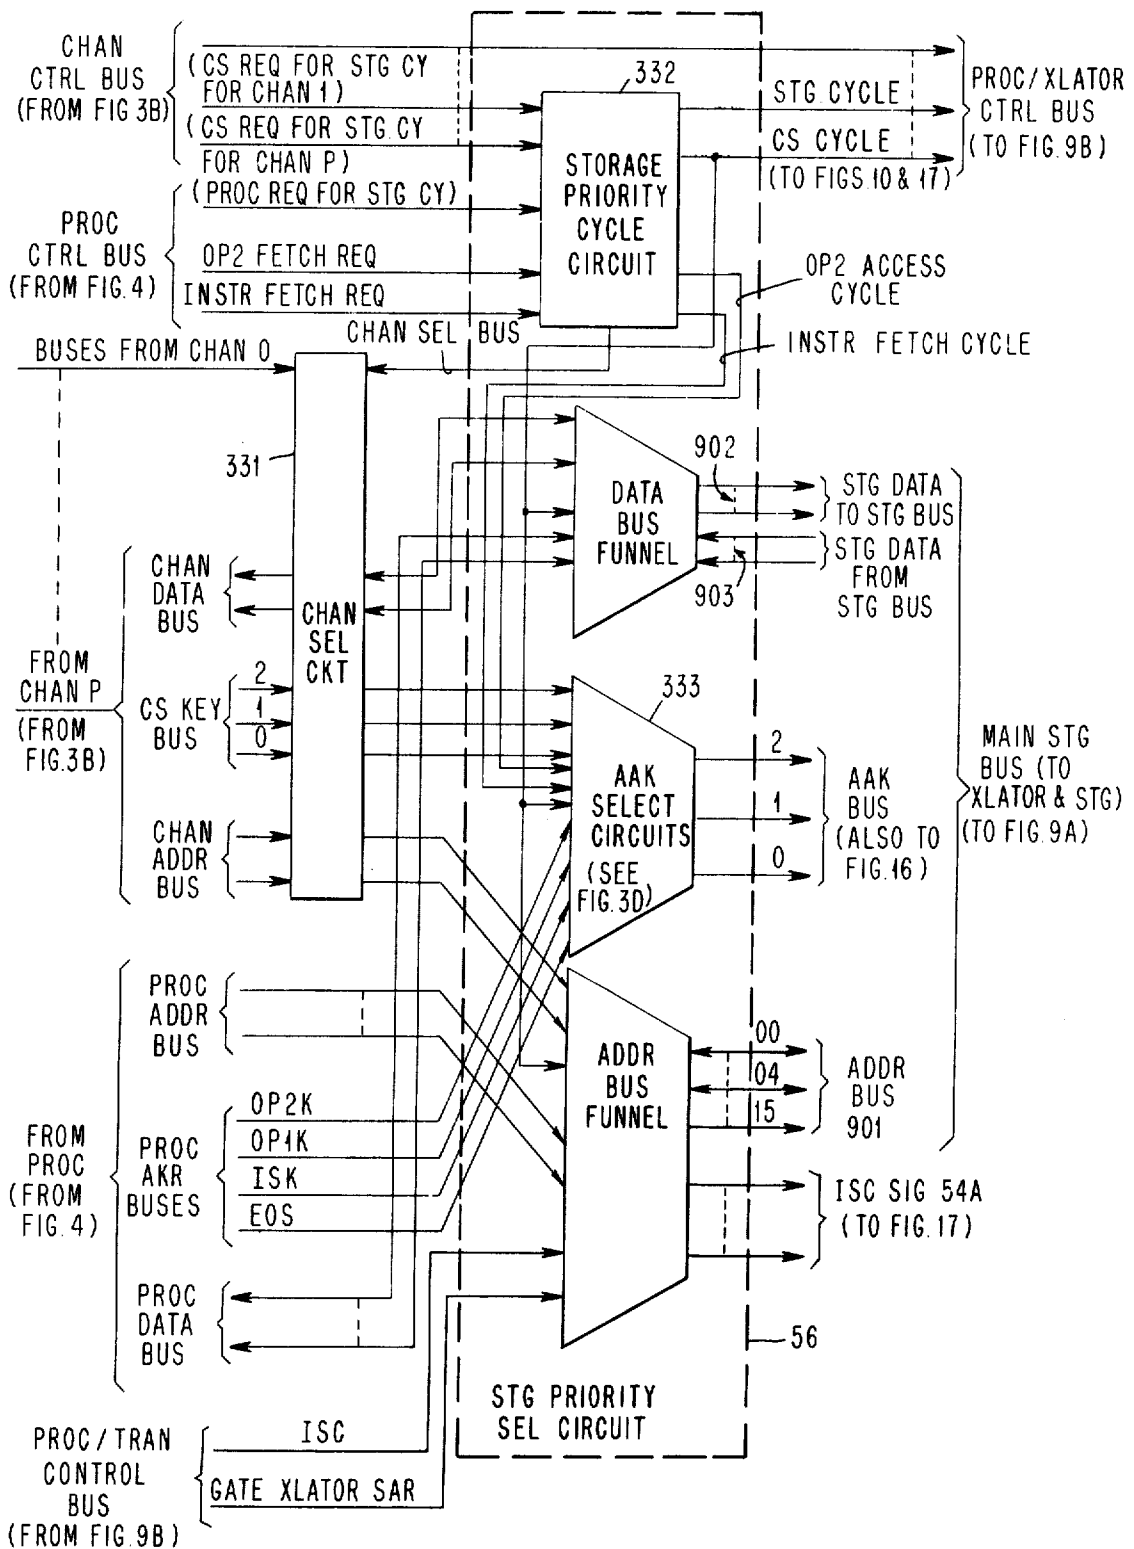 CHAN
CTRL BUS
(FROM FIG 3B)
(CS REQ FOR STG CY
FOR CHAN 1)
(CS REQ FOR STG CY
FOR CHAN P)
(PROC REQ FOR STG CY)
PROC
CTRL BUS
(FROM FIG. 4)
OP2 FETCH REQ
INSTR FETCH REQ
332
STORAGE
PRIORITY
CYCLE
CIRCUIT
STG. CYCLE
CS CYCLE
(TO FIGS. 10 & 17)
PROC/XLATOR
CTRL BUS
(TO FIG. 9B)
OP2 ACCESS
CYCLE
INSTR FETCH CYCLE
CHAN SEL BUS
BUSES FROM CHAN 0
331
CHAN
SEL
CKT
902
DATA
BUS
FUNNEL
STG DATA
TO STG BUS
STG DATA
FROM
STG BUS
903
CHAN
DATA
BUS
FROM
CHAN P
(FROM
FIG.3B)
CS KEY
BUS
2
1
0
CHAN
ADDR
BUS
333
AAK
SELECT
CIRCUITS
(SEE
FIG.3D)
2
1
0
AAK
BUS
(ALSO TO
FIG.16)
MAIN STG
BUS (TO
XLATOR & STG)
(TO FIG.9A)
PROC
ADDR
BUS
FROM
PROC
(FROM
FIG.4)
PROC
AKR
BUSES
OP2K
OP1K
ISK
EOS
ADDR
BUS
FUNNEL
00
04
15
ADDR
BUS
901
ISC SIG 54A
(TO FIG.17)
PROC
DATA
BUS
56
STG PRIORITY
SEL CIRCUIT
PROC/TRAN
CONTROL
BUS
(FROM FIG.9B)
ISC
GATE XLATOR SAR